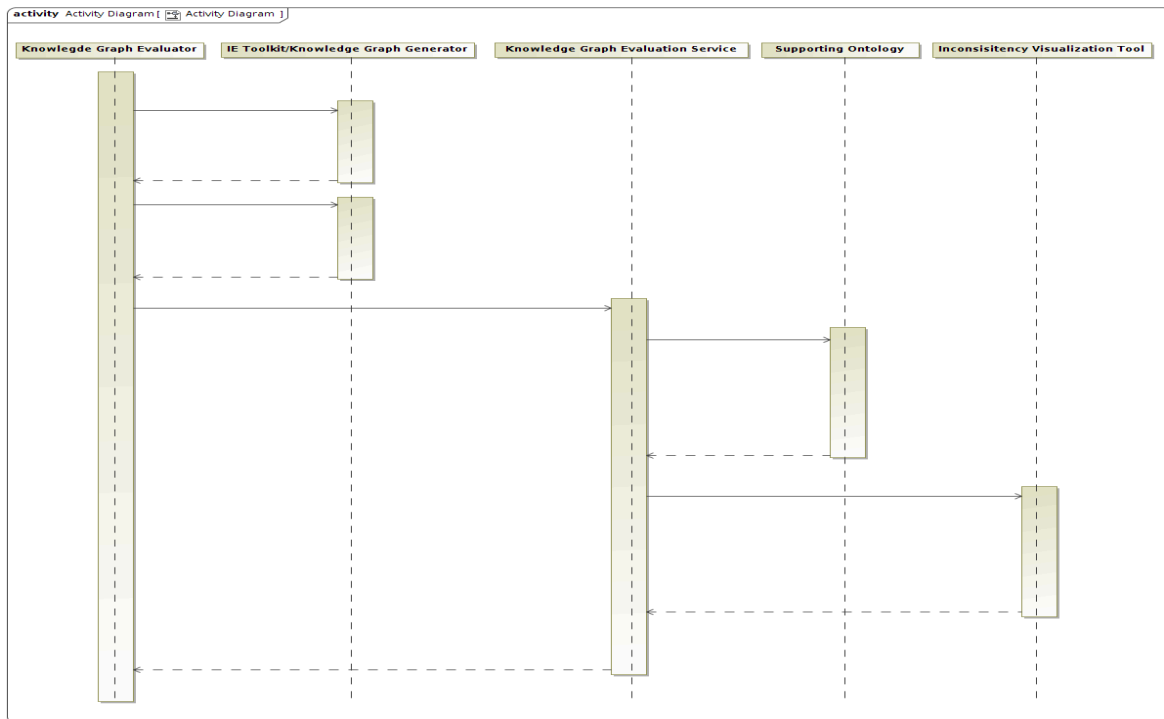 activity Activity Diagram [ Activity Diagram ]
Knowlegde Graph Evaluator
IE Toolkit/Knowledge Graph Generator
Knowledge Graph Evaluation Service
Supporting Ontology
Inconsisitency Visualization Tool